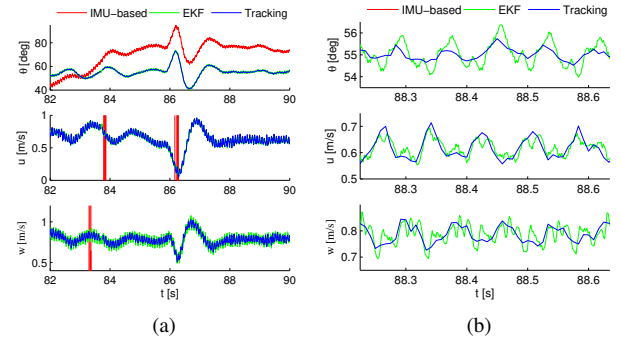 IMU-based EKF Tracking
θ [deg]
80
60
40
82 84 86 88 90
u [m/s]
1
0.5
0
82 84 86 88 90
w [m/s]
1
0.5
82 84 86 88 90
t [s]
(a)
IMU-based EKF Tracking
θ [deg]
56
55
54
88.3 88.4 88.5 88.6
u [m/s]
0.7
0.6
0.5
88.3 88.4 88.5 88.6
w [m/s]
0.8
0.7
88.3 88.4 88.5 88.6
t [s]
(b)